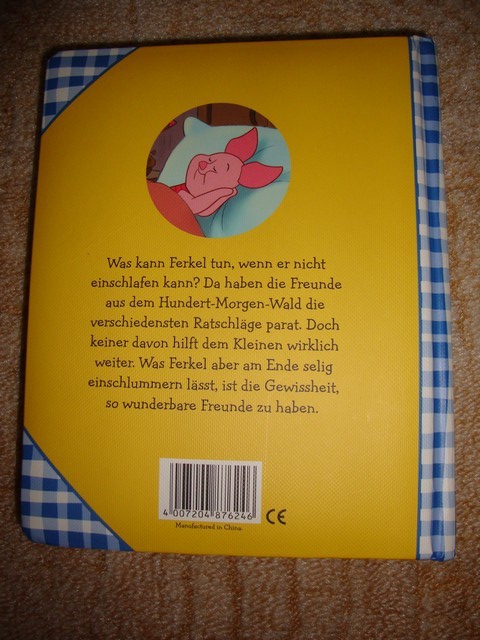 Was kann Ferkel tun, wenn er nicht
einschlafen kann? Da haben die Freunde
aus dem Hundert-Morgen-Wald die
verschiedensten Ratschläge parat. Doch
keiner davon hilft dem Kleinen wirklich
weiter. Was Ferkel aber am Ende selig
einschlummern lässt, ist die Gewissheit,
so wunderbare Freunde zu haben.
4 007204 876246
CE
Manufactured in China.